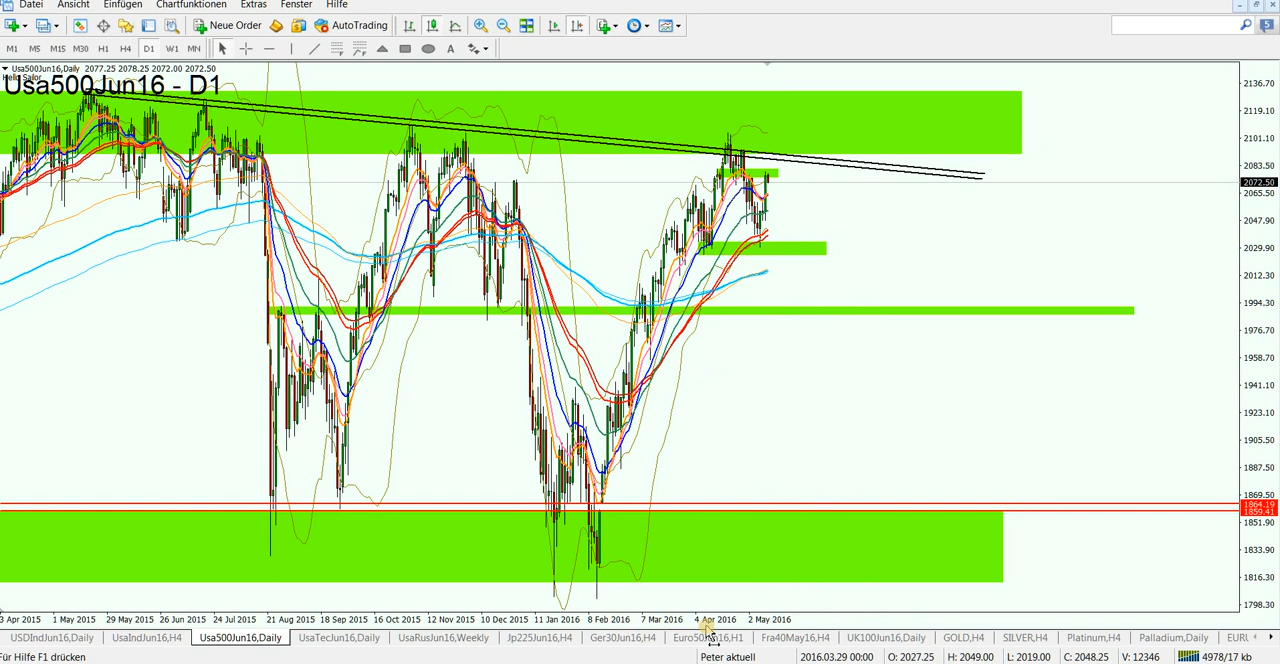 Datei Ansicht Einfügen Chartfunktionen Extras Fenster Hilfe
Neue Order AutoTrading 5
M1 M5 M15 M30 H1 H4 D1 W1 MN A
Usa500Jun16,Daily 2077.25 2078.25 2072.00 2072.50
Hello Sailor
Usa500Jun16 - D1
2136.70
2119.10
2101.10
2083.50
2072.50
2065.50
2047.90
2029.90
2012.30
1994.30
1976.70
1958.70
1941.10
1923.10
1905.50
1887.50
1869.50
1864.19
1859.41
1851.90
1833.90
1816.30
1798.30
3 Apr 2015 1 May 2015 29 May 2015 26 Jun 2015 24 Jul 2015 21 Aug 2015 18 Sep 2015 16 Oct 2015 12 Nov 2015 10 Dec 2015 11 Jan 2016 8 Feb 2016 7 Mar 2016 4 Apr 2016 2 May 2016
USDIndJun16,Daily UsaIndJun16,H4 Usa500Jun16,Daily UsaTecJun16,Daily UsaRusJun16,Weekly Jp225Jun16,H4 Ger30Jun16,H4 Euro50Jun16,H1 Fra40May16,H4 UK100Jun16,Daily GOLD,H4 SILVER,H4 Platinum,H4 Palladium,Daily
Für Hilfe F1 drücken Peter aktuell 2016.03.29 00:00 O: 2027.25 H: 2049.00 L: 2019.00 C: 2048.25 V: 12346 4978/17 kb